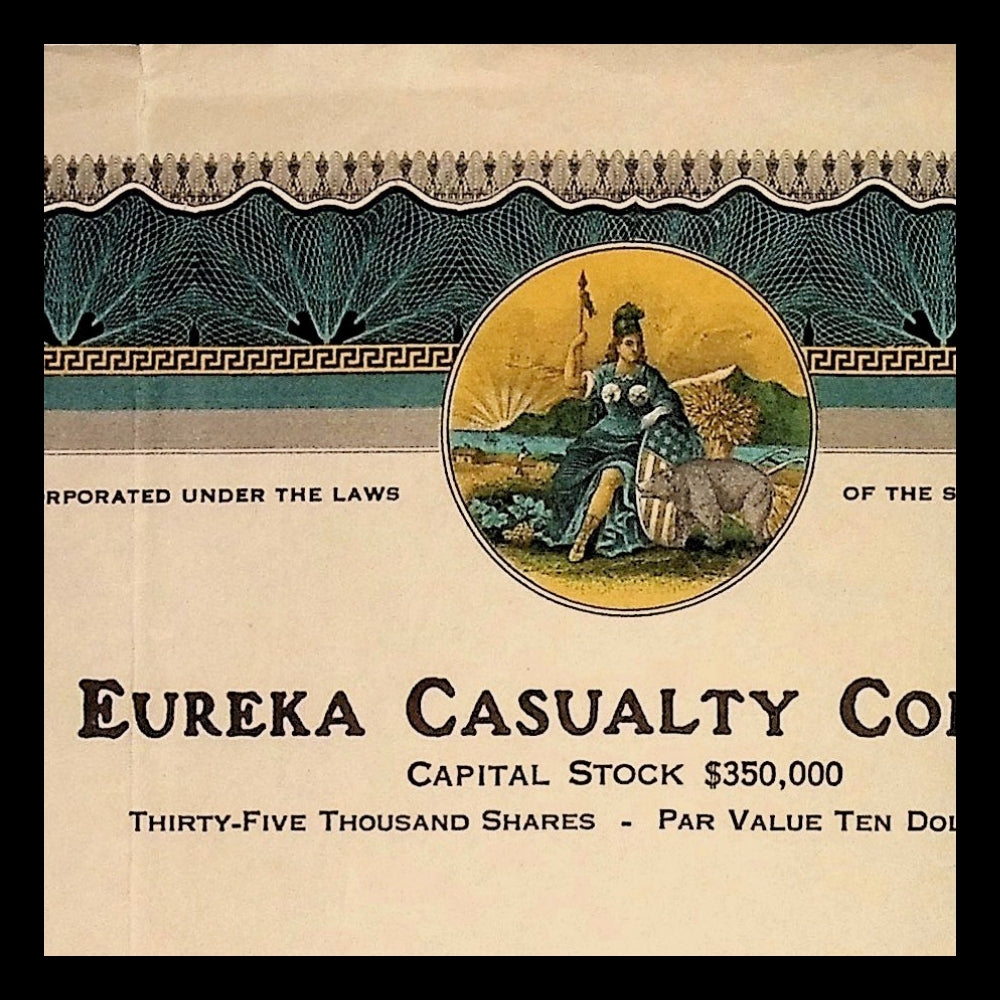 RPORATED UNDER THE LAWS OF THE S
EUREKA CASUALTY CO
CAPITAL STOCK $350,000
THIRTY-FIVE THOUSAND SHARES - PAR VALUE TEN DOL